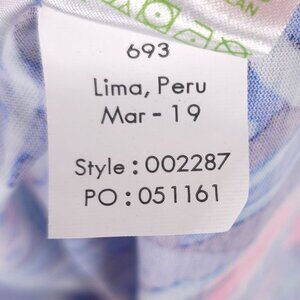 693
Lima, Peru
Mar - 19
Style : 002287
PO : 051161